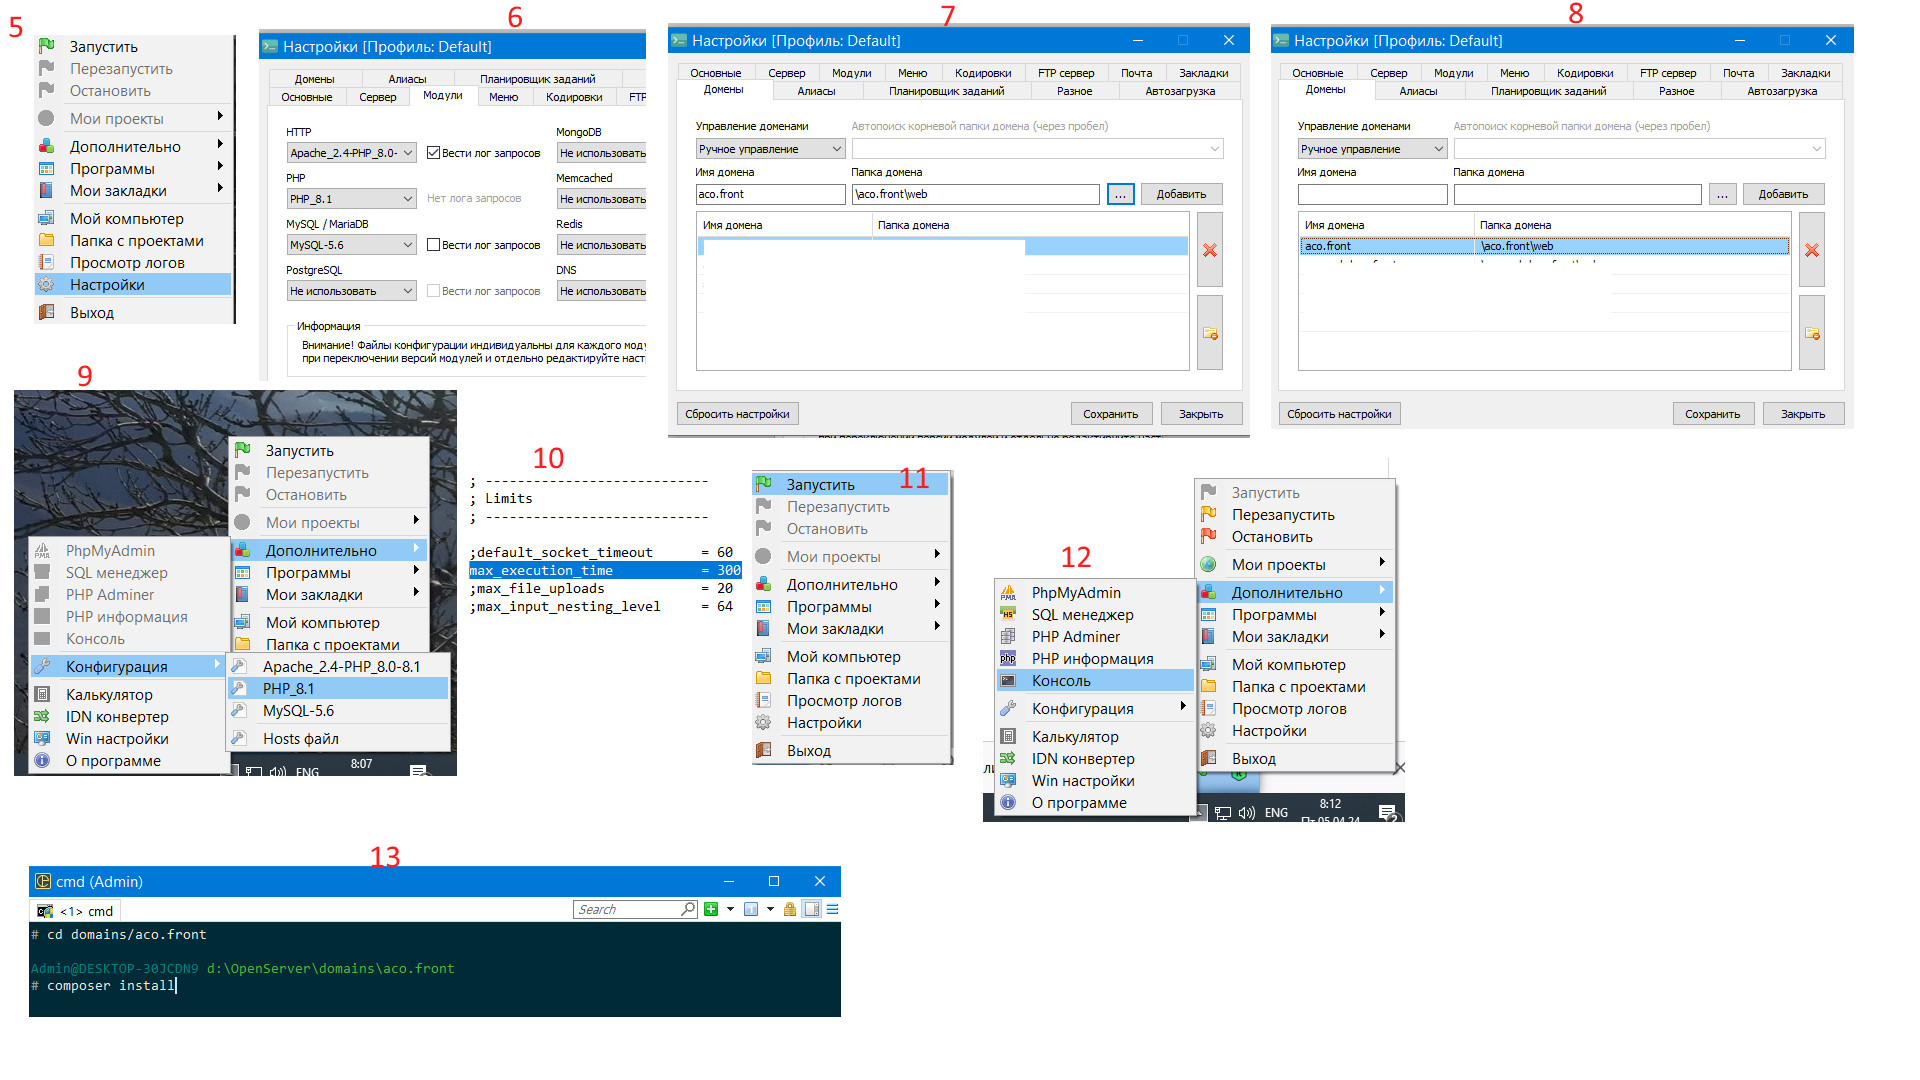 5
Запустить
Перезапустить
Остановить
Мои проекты
Дополнительно
Программы
Мои закладки
Мой компьютер
Папка с проектами
Просмотр логов
Настройки
Выход
6
Настройки [Профиль: Default]
Домены Алиасы Планировщик заданий
Основные Сервер Модули Меню Кодировки FTP
HTTP MongoDB
Apache_2.4-PHP_8.0- Вести лог запросов Не использовать
PHP Memcached
PHP_8.1 Нет лога запросов Не использовать
MySQL / MariaDB Redis
MySQL-5.6 Вести лог запросов Не использовать
PostgreSQL DNS
Не использовать Вести лог запросов Не использовать
Информация
Внимание! Файлы конфигурации индивидуальны для каждого моду
при переключении версий модулей и отдельно редактируйте наст
7
Настройки [Профиль: Default]
Основные Сервер Модули Меню Кодировки FTP сервер Почта Закладки
Домены Алиасы Планировщик заданий Разное Автозагрузка
Управление доменами Автопоиск корневой папки домена (через пробел)
Ручное управление
Имя домена Папка домена
aco.front \aco.front\web ... Добавить
Имя домена Папка домена
Сбросить настройки Сохранить Закрыть
8
Настройки [Профиль: Default]
Основные Сервер Модули Меню Кодировки FTP сервер Почта Закладки
Домены Алиасы Планировщик заданий Разное Автозагрузка
Управление доменами Автопоиск корневой папки домена (через пробел)
Ручное управление
Имя домена Папка домена
... Добавить
Имя домена Папка домена
aco.front \aco.front\web
Сбросить настройки Сохранить Закрыть
9
Запустить
Перезапустить
Остановить
Мои проекты
Дополнительно
Программы
Мои закладки
Мой компьютер
Папка с проектами
PhpMyAdmin
SQL менеджер
PHP Adminer
PHP информация
Консоль
Конфигурация
Калькулятор
IDN конвертер
Win настройки
О программе
Apache_2.4-PHP_8.0-8.1
PHP_8.1
MySQL-5.6
Hosts файл
ENG 8:07
10
; ----------------------------
; Limits
; ----------------------------
;default_socket_timeout = 60
max_execution_time = 300
;max_file_uploads = 20
;max_input_nesting_level = 64
11
Запустить
Перезапустить
Остановить
Мои проекты
Дополнительно
Программы
Мои закладки
Мой компьютер
Папка с проектами
Просмотр логов
Настройки
Выход
12
Запустить
Перезапустить
Остановить
Мои проекты
Дополнительно
Программы
Мои закладки
Мой компьютер
Папка с проектами
Просмотр логов
Настройки
Выход
PhpMyAdmin
SQL менеджер
PHP Adminer
PHP информация
Консоль
Конфигурация
Калькулятор
IDN конвертер
Win настройки
О программе
ENG 8:12
Пт 05.04.24
13
cmd (Admin)
<1> cmd Search
# cd domains/aco.front
Admin@DESKTOP-30JCDN9 d:\OpenServer\domains\aco.front
# composer install